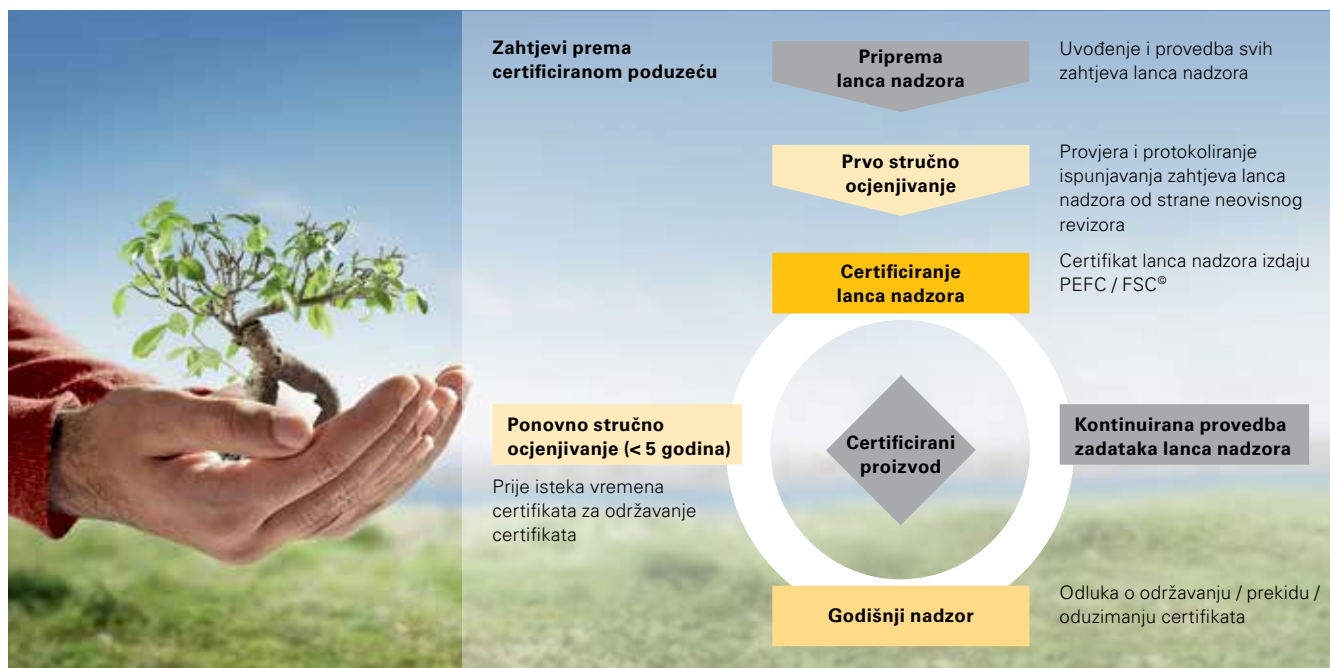 Zahtjevi prema
certificiranom poduzeću
Priprema
lanca nadzora
Uvođenje i provedba svih
zahtjeva lanca nadzora
Prvo stručno
ocjenjivanje
Provjera i protokoliranje
ispunjavanja zahtjeva lanca
nadzora od strane neovisnog
revizora
Certificiranje
lanca nadzora
Certifikat lanca nadzora izdaju
PEFC / FSC©
Ponovno stručno
ocjenjivanje (< 5 godina)
Prije isteka vremena
certifikata za održavanje
certifikata
Certificirani
proizvod
Kontinuirana provedba
zadataka lanca nadzora
Godišnji nadzor
Odluka o održavanju / prekidu /
oduzimanju certifikata